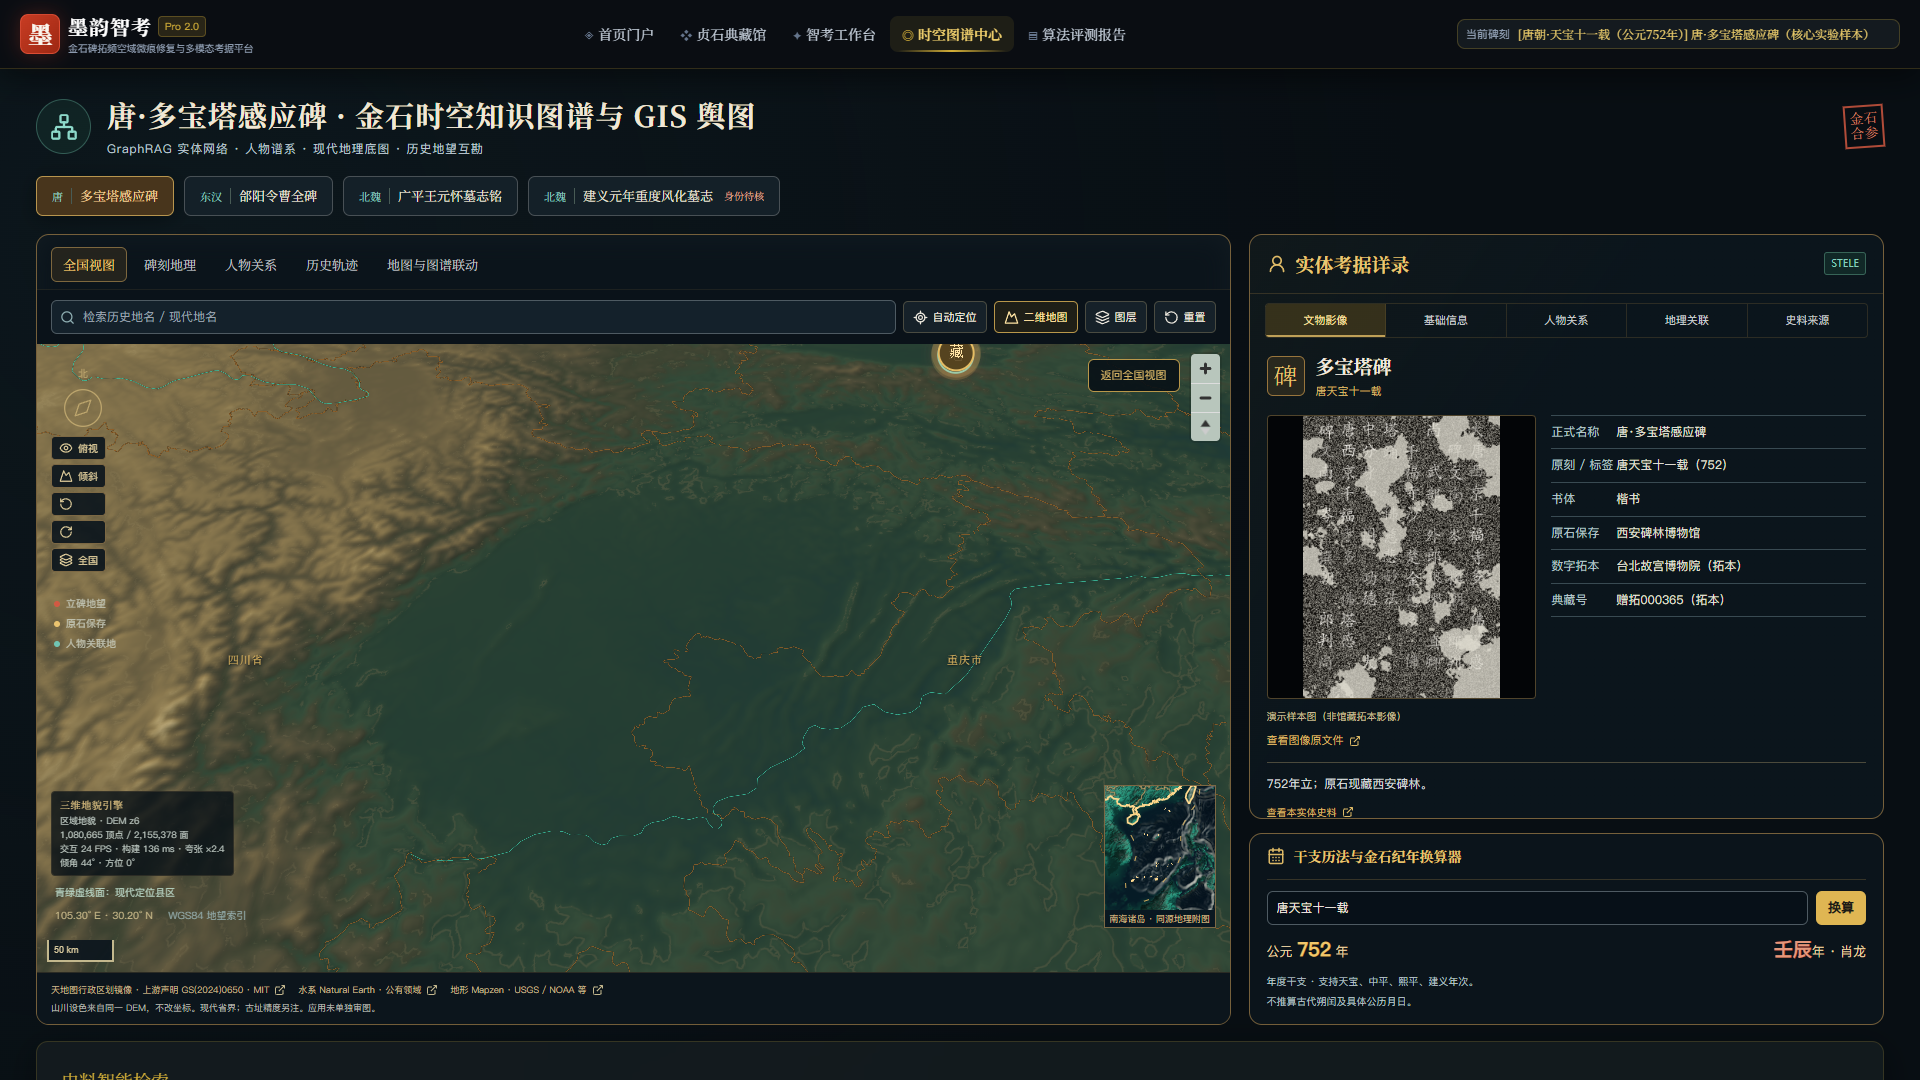 墨
墨韵智考 Pro 2.0
金石碑拓频空域微痕修复与多模态考据平台
首页门户
贞石典藏馆
智考工作台
时空图谱中心
算法评测报告
当前碑刻 [唐朝·天宝十一载（公元752年）] 唐·多宝塔感应碑（核心实验样本）
唐·多宝塔感应碑 · 金石时空知识图谱与 GIS 舆图
GraphRAG 实体网络 · 人物谱系 · 现代地理底图 · 历史地望互勘
金石
合参
唐 多宝塔感应碑
东汉 郃阳令曹全碑
北魏 广平王元怀墓志铭
北魏 建义元年重度风化墓志 身份待核
全国视图
碑刻地理
人物关系
历史轨迹
地图与图谱联动
检索历史地名 / 现代地名
自动定位
二维地图
图层
重置
藏
返回全国视图
北
俯视
倾斜
全国
立碑地望
原石保存
人物关联地
四川省
重庆市
三维地貌引擎
区域地貌 · DEM z6
1,080,665 顶点 / 2,155,378 面
交互 24 FPS · 构建 136 ms · 夸张 ×2.4
倾角 44° · 方位 0°
青绿虚线面：现代定位县区
105.30° E · 30.20° N WGS84 地望索引
50 km
南海诸岛 · 同源地理附图
天地图行政区划镜像 · 上游声明 GS(2024)0650 · MIT
水系 Natural Earth · 公有领域
地形 Mapzen · USGS / NOAA 等
山川设色来自同一 DEM，不改坐标。现代省界；古址精度另注。应用未单独审图。
实体考据详录
STELE
文物影像
基础信息
人物关系
地理关联
史料来源
碑
多宝塔碑
唐天宝十一载
正式名称 唐·多宝塔感应碑
原刻 / 标签 唐天宝十一载（752）
书体 楷书
原石保存 西安碑林博物馆
数字拓本 台北故宫博物院（拓本）
典藏号 赠拓000365（拓本）
演示样本图（非馆藏拓本影像）
查看图像原文件
752年立；原石现藏西安碑林。
查看本实体史料
干支历法与金石纪年换算器
唐天宝十一载
换算
公元 752 年
壬辰年 · 肖龙
年度干支 · 支持天宝、中平、熙平、建义年次。
不推算古代朔闰及具体公历月日。